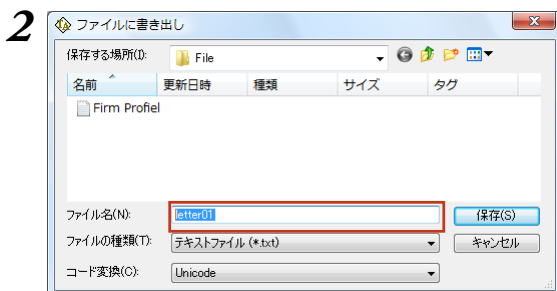 2
ファイルに書き出し
保存する場所(I): File
名前 更新日時 種類 サイズ タグ
Firm Profiel
ファイル名(N): letter01 保存(S)
ファイルの種類(T): テキストファイル (*.txt) キャンセル
コード変換(C): Unicode